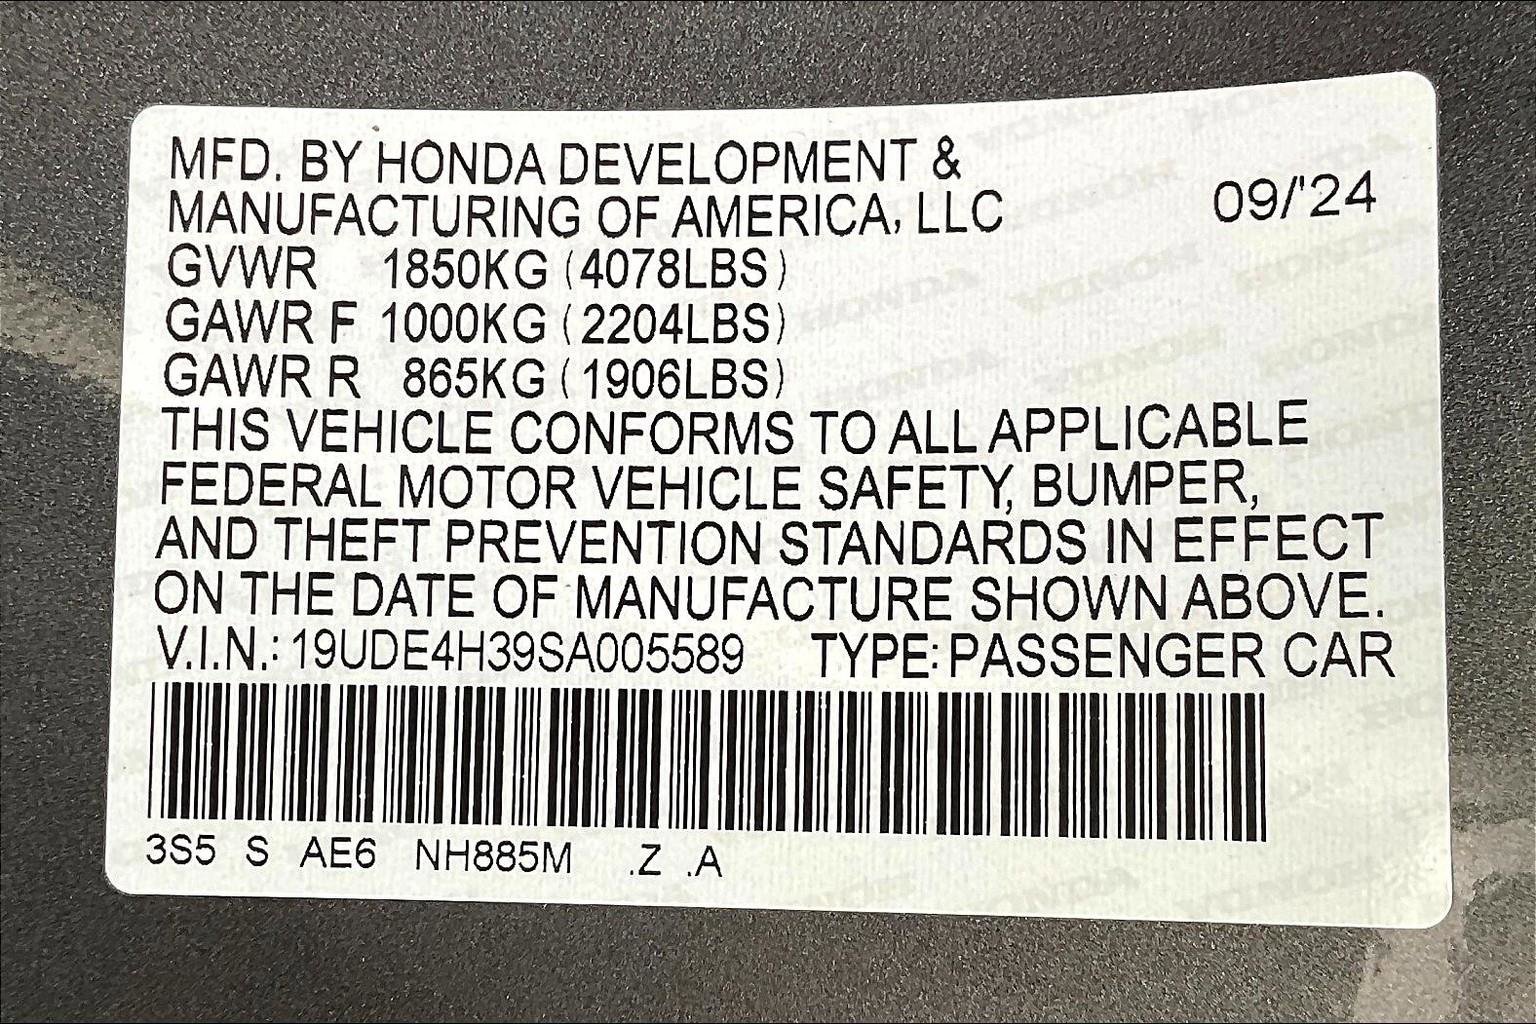 MFD. BY HONDA DEVELOPMENT &
MANUFACTURING OF AMERICA, LLC 09/'24
GVWR 1850KG (4078LBS)
GAWR F 1000KG (2204LBS)
GAWR R 865KG (1906LBS)
THIS VEHICLE CONFORMS TO ALL APPLICABLE
FEDERAL MOTOR VEHICLE SAFETY, BUMPER,
AND THEFT PREVENTION STANDARDS IN EFFECT
ON THE DATE OF MANUFACTURE SHOWN ABOVE.
V.I.N.: 19UDE4H39SA005589 TYPE: PASSENGER CAR
3S5 S AE6 NH885M .Z .A